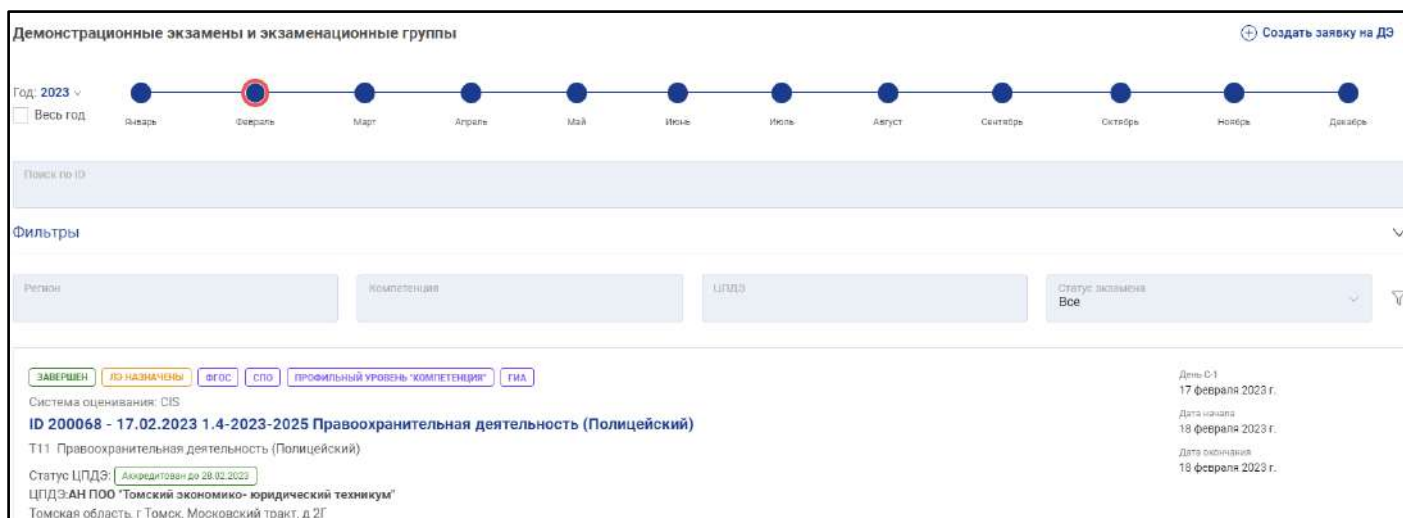 Демонстрационные экзамены и экзаменационные группы
Создать заявку на ДЭ
Год: 2023
Весь год
Январь Февраль Март Апрель Май Июнь Июль Август Сентябрь Октябрь Ноябрь Декабрь
Поиск по ID
Фильтры
Регион
Компетенция
ЦПДЭ
Статус экзамена
Все
ЗАВЕРШЕН ЛЭ НАЗНАЧЕНЫ ФГОС СПО ПРОФИЛЬНЫЙ УРОВЕНЬ "КОМПЕТЕНЦИЯ" ГИА
Система оценивания: CIS
ID 200068 - 17.02.2023 1.4-2023-2025 Правоохранительная деятельность (Полицейский)
T11 Правоохранительная деятельность (Полицейский)
Статус ЦПДЭ: Аккредитован до 28.02.2023
ЦПДЭ:АН ПОО "Томский экономико- юридический техникум"
Томская область, г Томск, Московский тракт, д 2Г
День C-1
17 февраля 2023 г.
Дата начала
18 февраля 2023 г.
Дата окончания
18 февраля 2023 г.